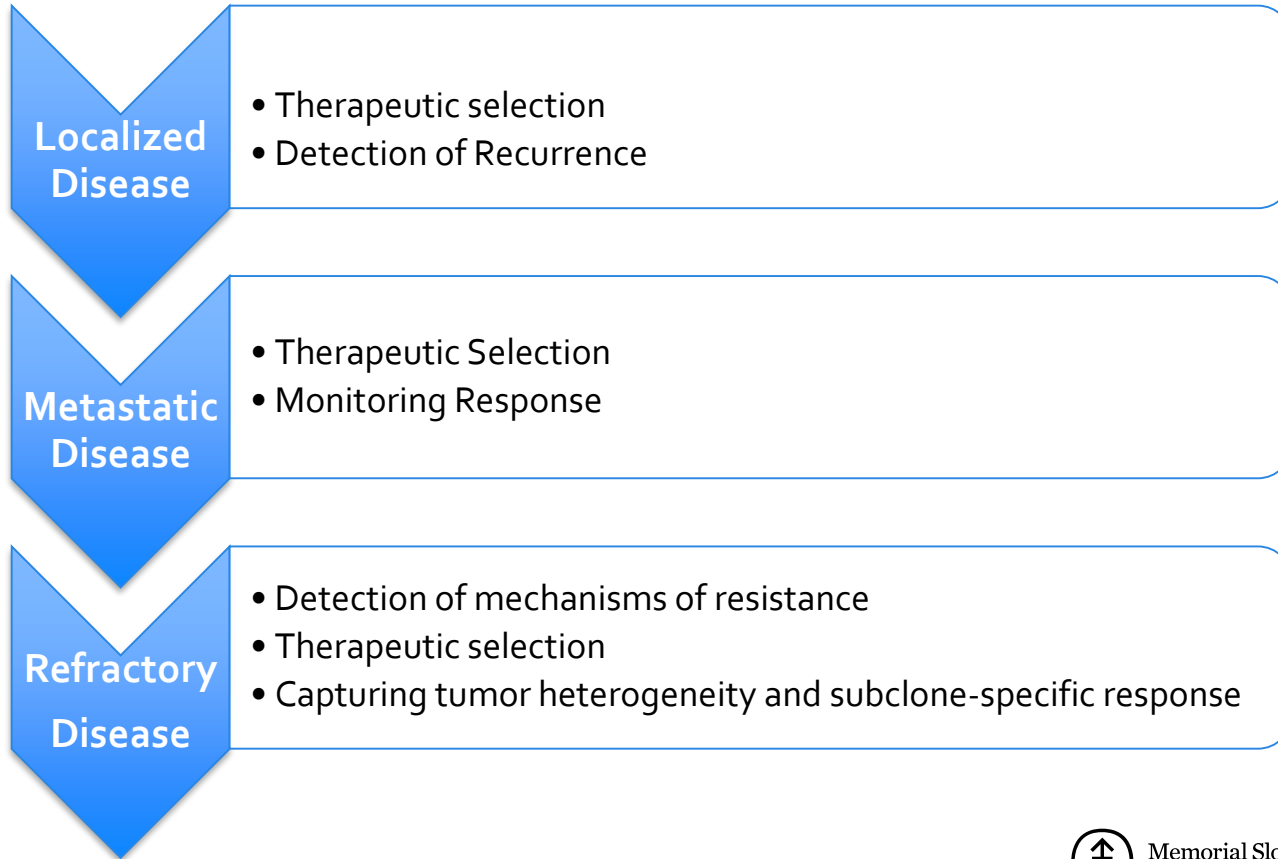 Localized
Disease
• Therapeutic selection
• Detection of Recurrence
Metastatic
Disease
• Therapeutic Selection
• Monitoring Response
Refractory
Disease
• Detection of mechanisms of resistance
• Therapeutic selection
• Capturing tumor heterogeneity and subclone-specific response
Memorial